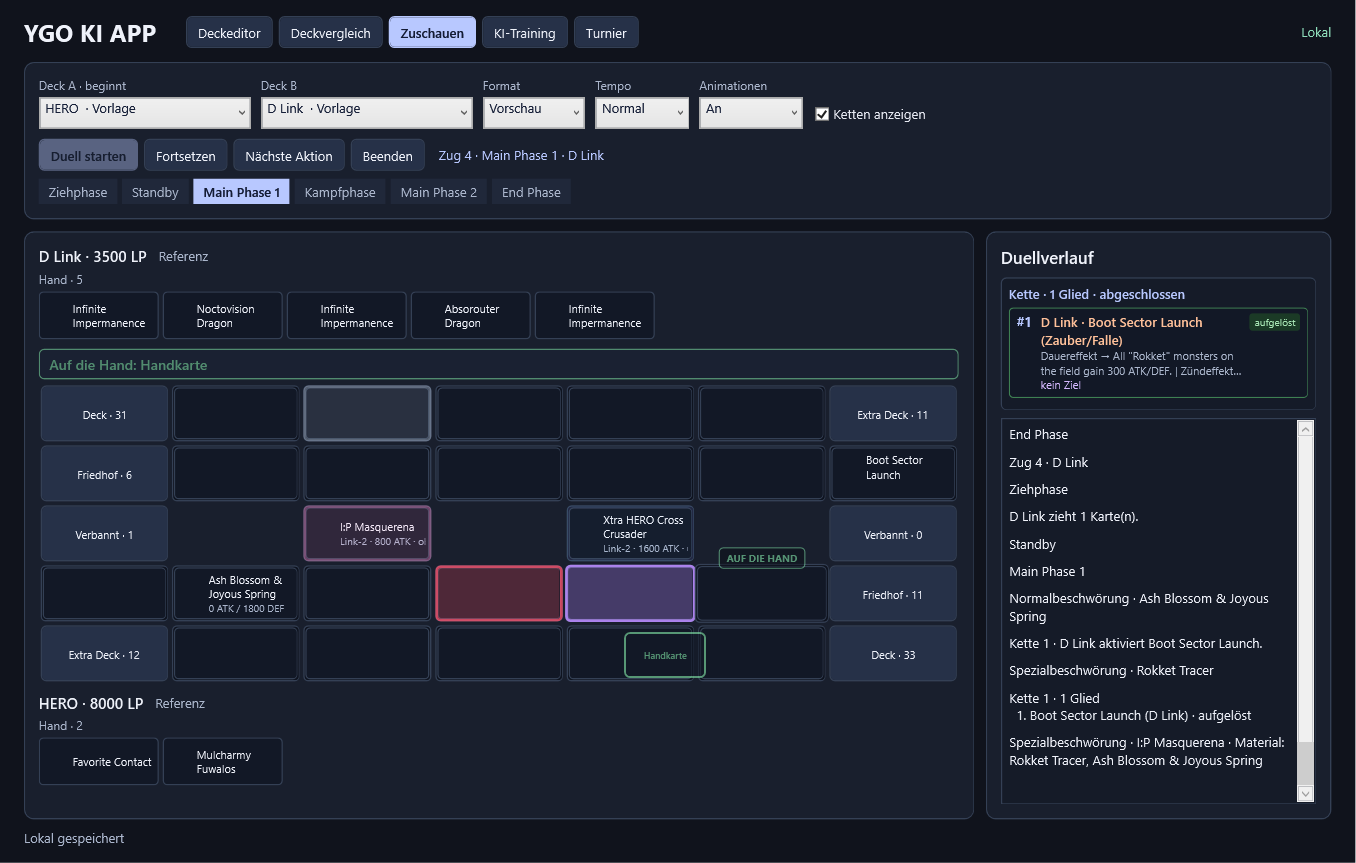 YGO KI APP
Deckeditor
Deckvergleich
Zuschauen
KI-Training
Turnier
Lokal
Deck A · beginnt
Deck B
Format
Tempo
Animationen
HERO · Vorlage
D Link · Vorlage
Vorschau
Normal
An
Ketten anzeigen
Duell starten
Fortsetzen
Nächste Aktion
Beenden
Zug 4 · Main Phase 1 · D Link
Ziehphase
Standby
Main Phase 1
Kampfphase
Main Phase 2
End Phase
D Link · 3500 LP
Referenz
Hand · 5
Infinite
Impermanence
Noctovision
Dragon
Infinite
Impermanence
Absorouter
Dragon
Infinite
Impermanence
Auf die Hand: Handkarte
Deck · 31
Extra Deck · 11
Friedhof · 6
Boot Sector
Launch
Verbannt · 1
I:P Masquerena
Link-2 · 800 ATK · ol
Xtra HERO Cross
Crusader
Link-2 · 1600 ATK ·
Verbannt · 0
AUF DIE HAND
Ash Blossom &
Joyous Spring
0 ATK / 1800 DEF
Friedhof · 11
Extra Deck · 12
Handkarte
Deck · 33
HERO · 8000 LP
Referenz
Hand · 2
Favorite Contact
Mulcharmy
Fuwalos
Duellverlauf
Kette · 1 Glied · abgeschlossen
#1
D Link · Boot Sector Launch
(Zauber/Falle)
aufgelöst
Dauereffekt → All "Rokket" monsters on
the field gain 300 ATK/DEF. | Zündeffekt...
kein Ziel
End Phase
Zug 4 · D Link
Ziehphase
D Link zieht 1 Karte(n).
Standby
Main Phase 1
Normalbeschwörung · Ash Blossom & Joyous
Spring
Kette 1 · D Link aktiviert Boot Sector Launch.
Spezialbeschwörung · Rokket Tracer
Kette 1 · 1 Glied
1. Boot Sector Launch (D Link) · aufgelöst
Spezialbeschwörung · I:P Masquerena · Material:
Rokket Tracer, Ash Blossom & Joyous Spring
Lokal gespeichert